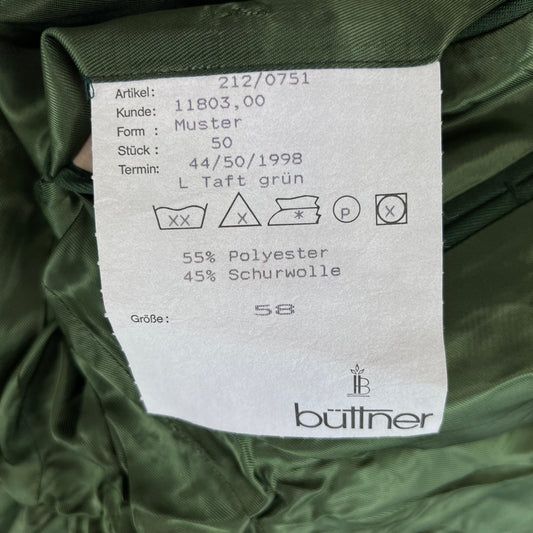 Artikel: 212/0751
Kunde: 11803,00
Form : Muster
Stück : 50
Termin: 44/50/1998
L Taft grün
xx x * p x
55% Polyester
45% Schurwolle
Größe: 58
B
büttner